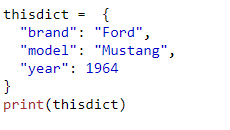 thisdict =  {
  "brand": "Ford",
  "model": "Mustang",
  "year": 1964
}
print(thisdict)